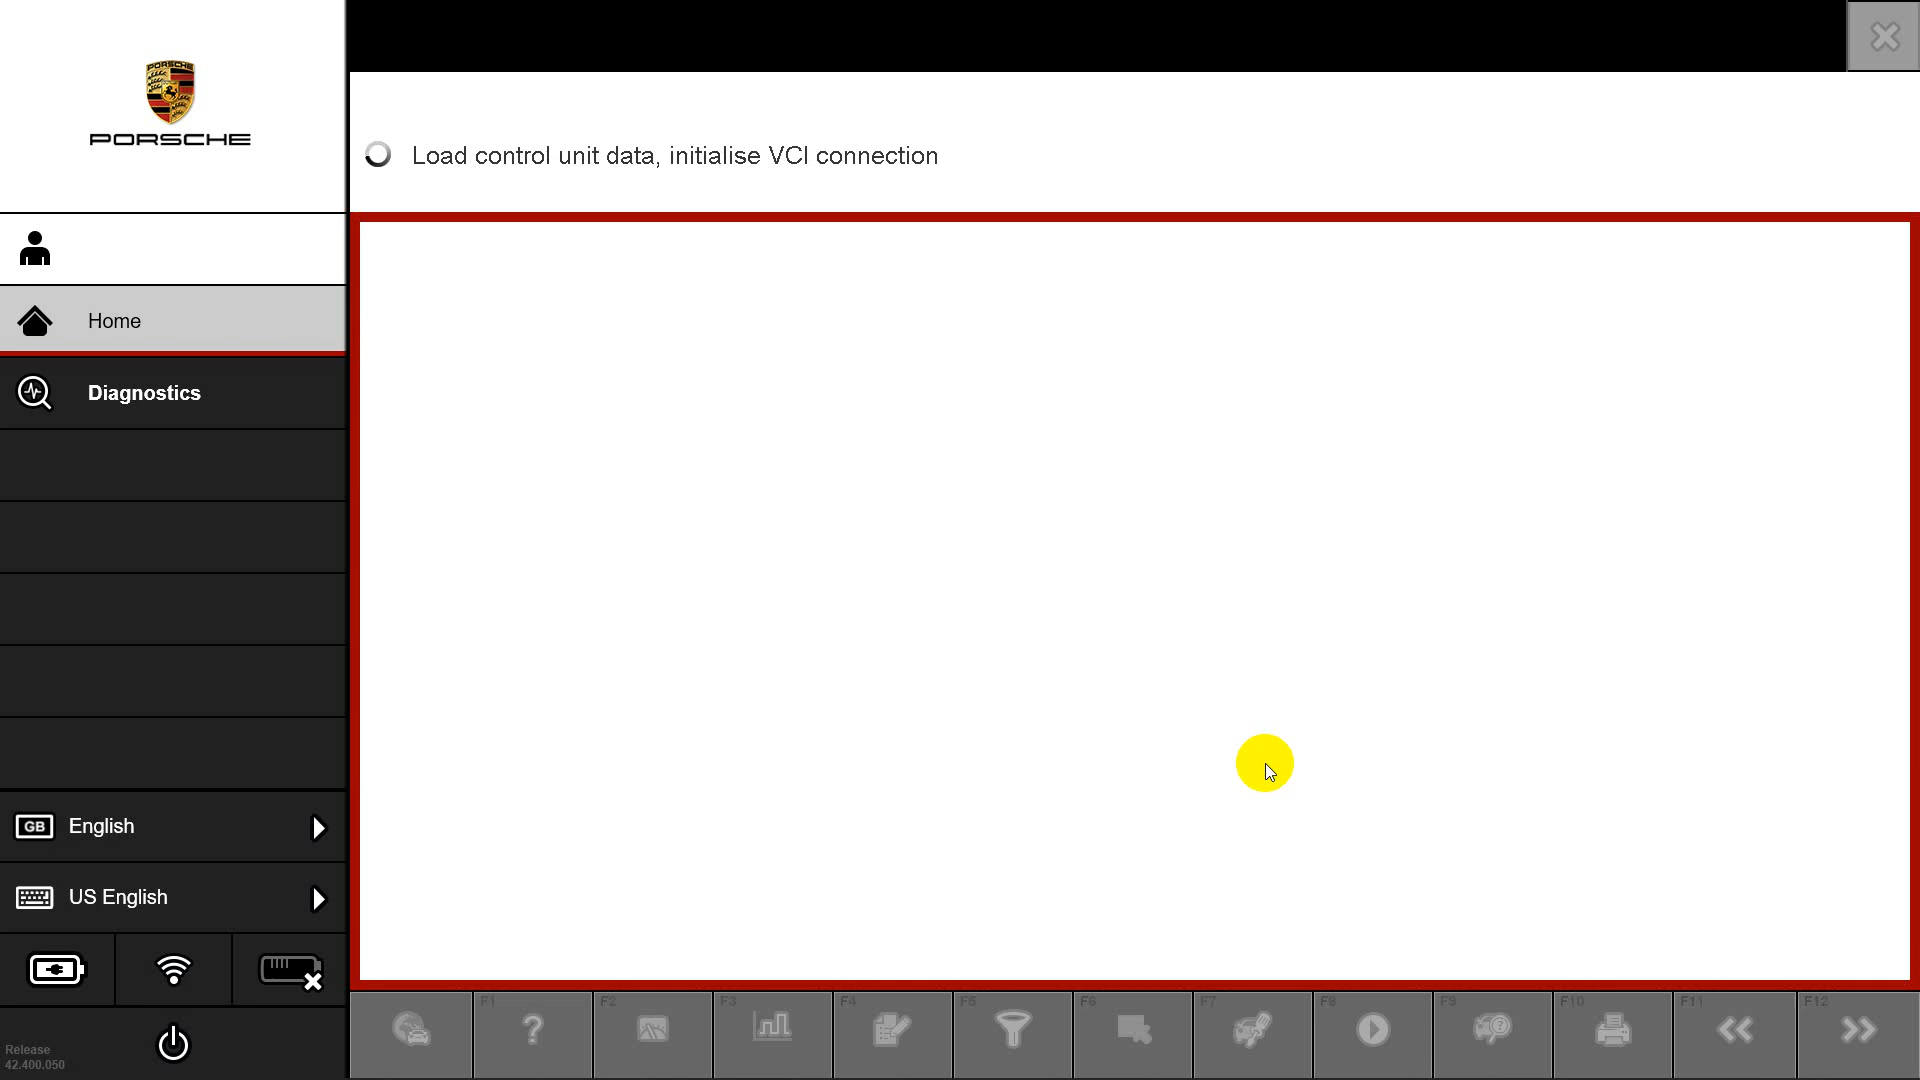 PORSCHE
PORSCHE
Load control unit data, initialise VCI connection
Home
Diagnostics
GB English
US English
Release
42.400.050
F1
F2
F3
F4
F5
F6
F7
F8
F9
F10
F11
F12